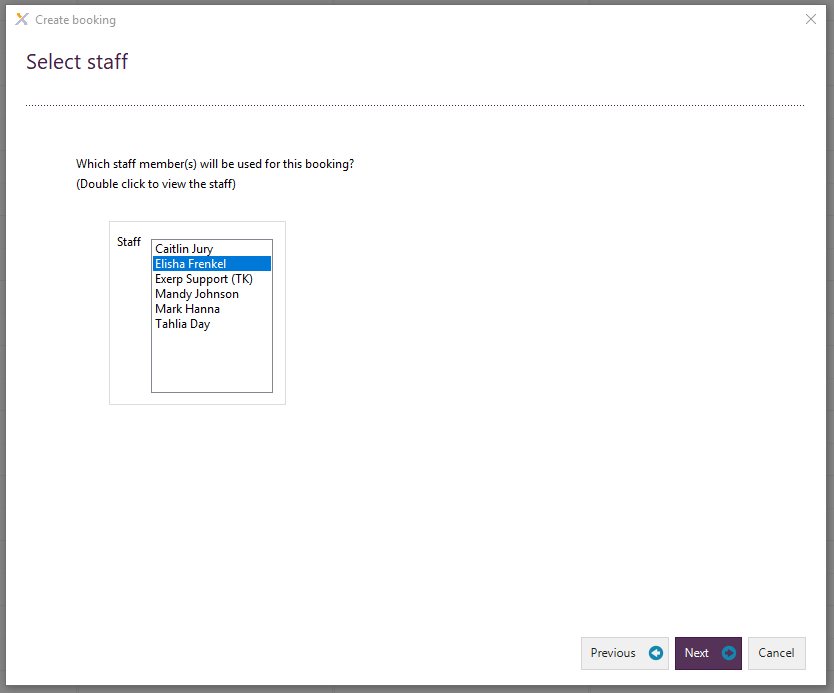 Create booking
Select staff
Which staff member(s) will be used for this booking?
(Double click to view the staff)
Staff
Caitlin Jury
Elisha Frenkel
Exerp Support (TK)
Mandy Johnson
Mark Hanna
Tahlia Day
Previous
Next
Cancel